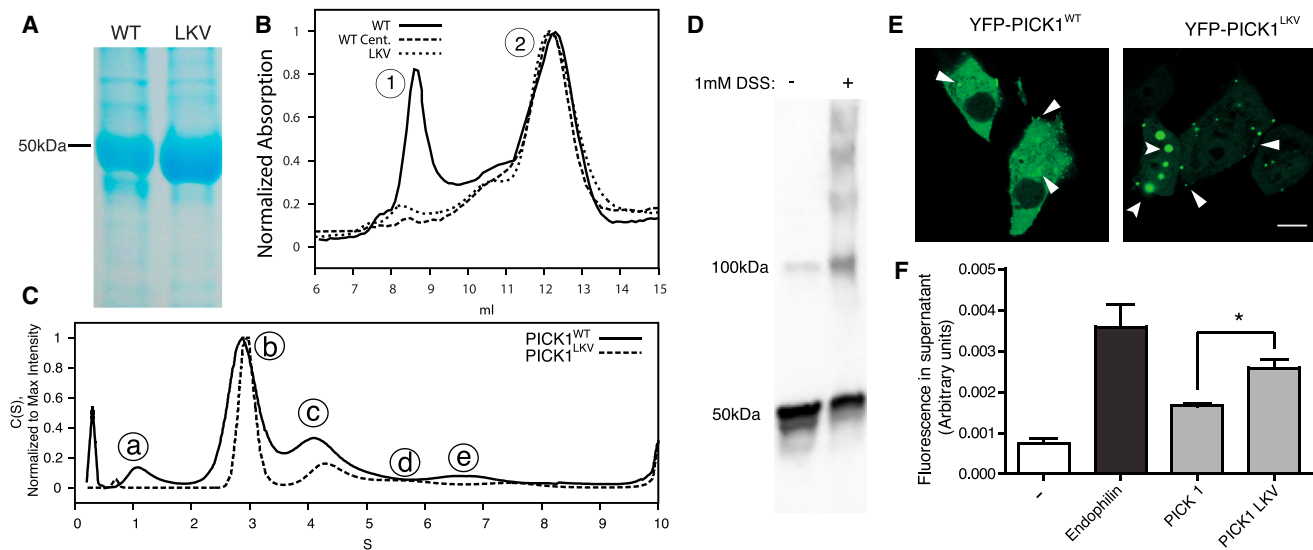 A
WT LKV
50kDa
B
Normalized Absorption
1
0.8
0.6
0.4
0.2
0
WT
WT Cent.
LKV
1
2
6 7 8 9 10 11 12 13 14 15
ml
C
C(S),
Normalized to Max Intensity
1
0.8
0.6
0.4
0.2
0
PICK1WT
PICK1LKV
a
b
c
d
e
0 1 2 3 4 5 6 7 8 9 10
S
D
1mM DSS: - +
100kDa
50kDa
E
YFP-PICK1WT
YFP-PICK1LKV
F
Fluorescence in supernatant
(Arbitrary units)
0.005
0.004
0.003
0.002
0.001
0.000
*
-
Endophilin
PICK 1
PICK1 LKV